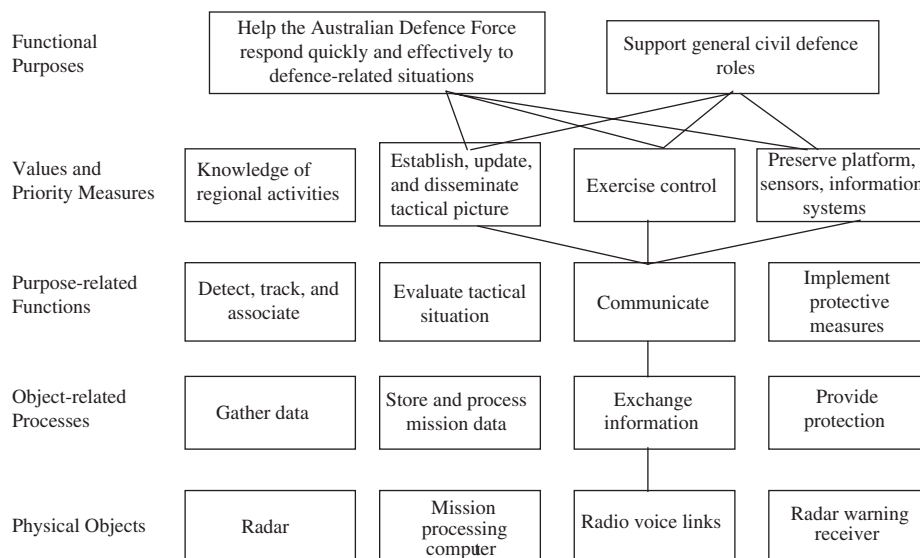 Functional
Purposes
Help the Australian Defence Force
respond quickly and effectively to
defence-related situations
Support general civil defence
roles
Values and
Priority Measures
Knowledge of
regional activities
Establish, update,
and disseminate
tactical picture
Exercise control
Preserve platform,
sensors, information
systems
Purpose-related
Functions
Detect, track, and
associate
Evaluate tactical
situation
Communicate
Implement
protective
measures
Object-related
Processes
Gather data
Store and process
mission data
Exchange
information
Provide
protection
Physical Objects
Radar
Mission
processing
computer
Radio voice links
Radar warning
receiver